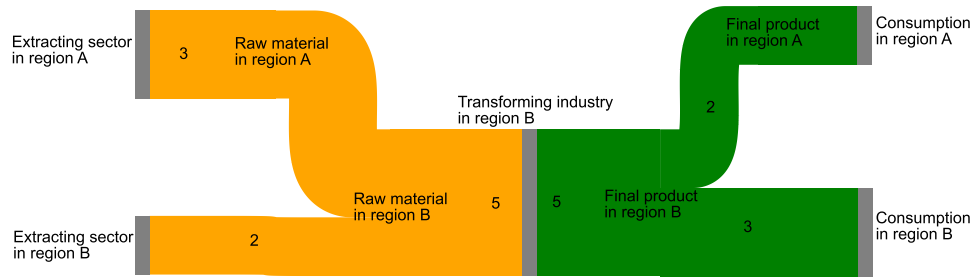 Extracting sector
in region A
3
Raw material
in region A
Final product
in region A
Consumption
in region A
2
Transforming industry
in region B
Raw material
in region B
5
5
Final product
in region B
3
Consumption
in region B
Extracting sector
in region B
2